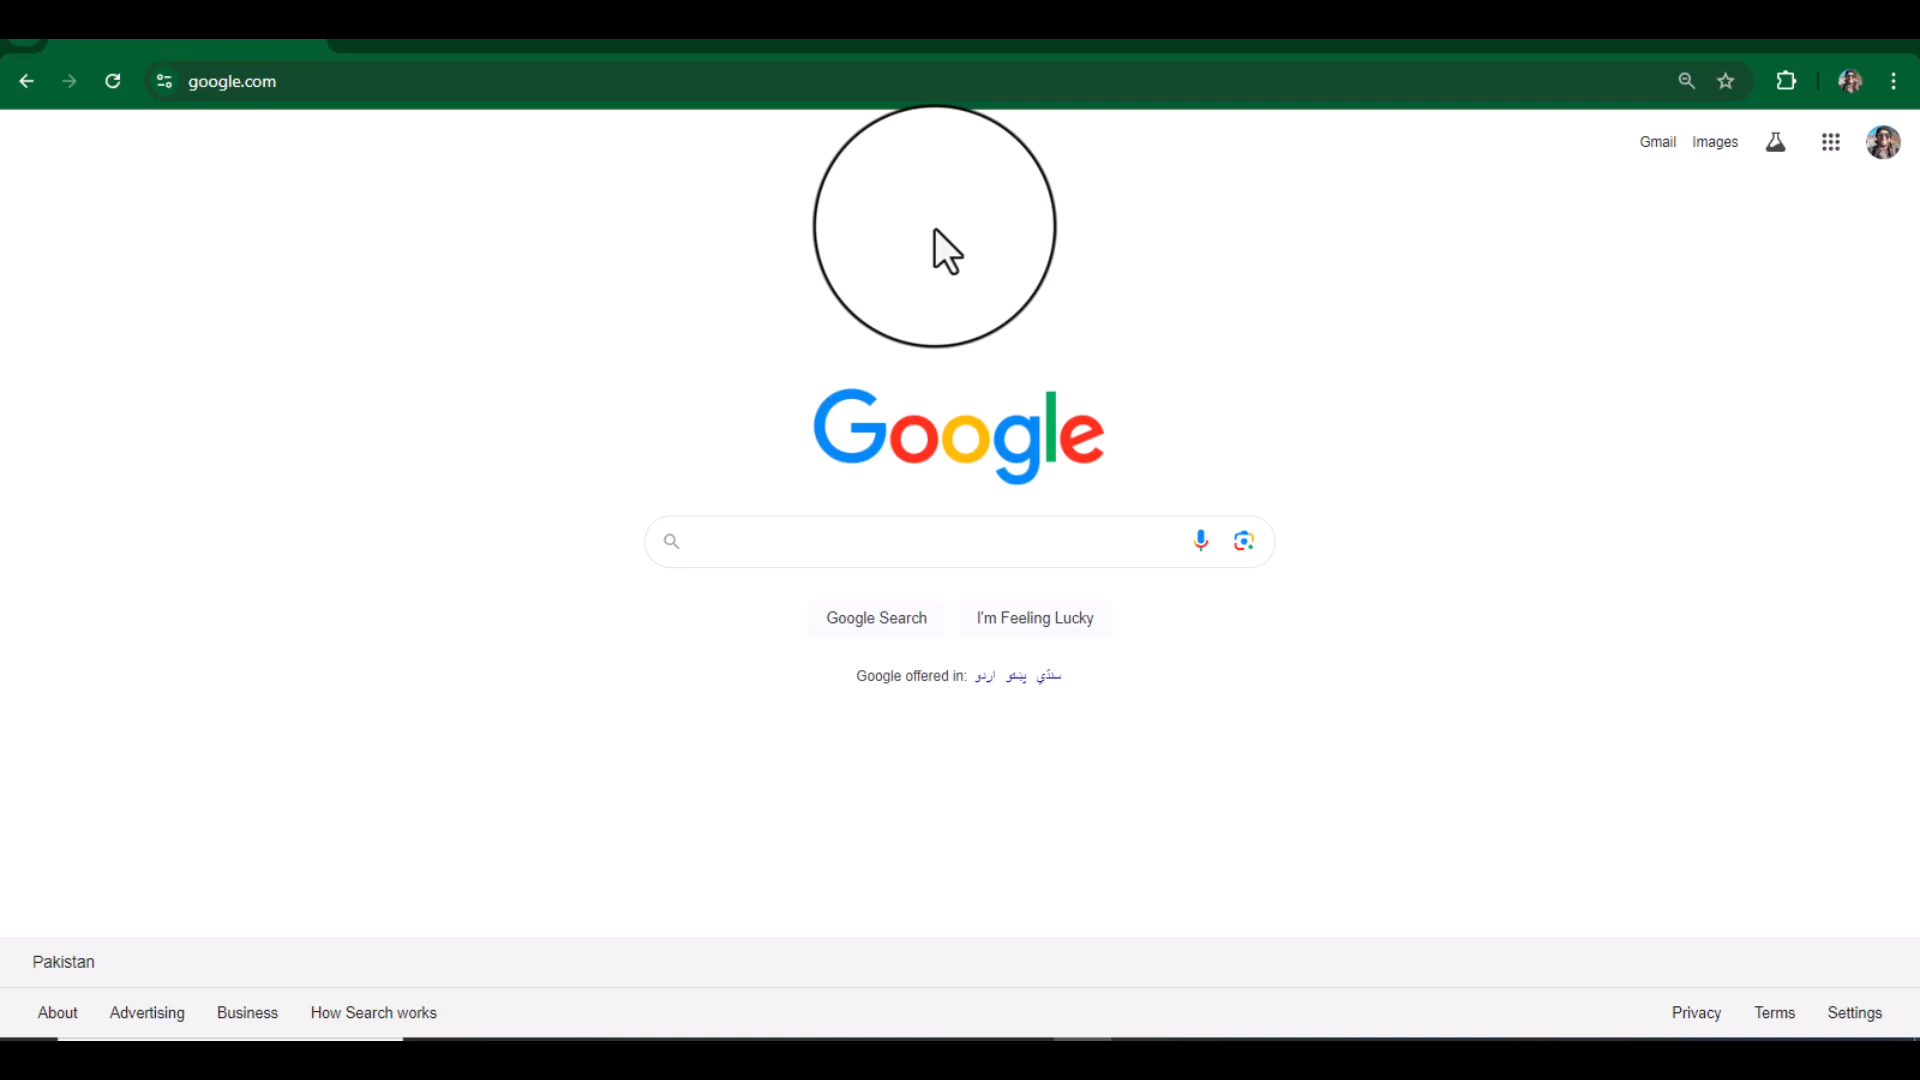 google.com
Gmail Images
Google
Google Search I'm Feeling Lucky
Google offered in: اردو پښتو سنڌي
Pakistan
About Advertising Business How Search works Privacy Terms Settings